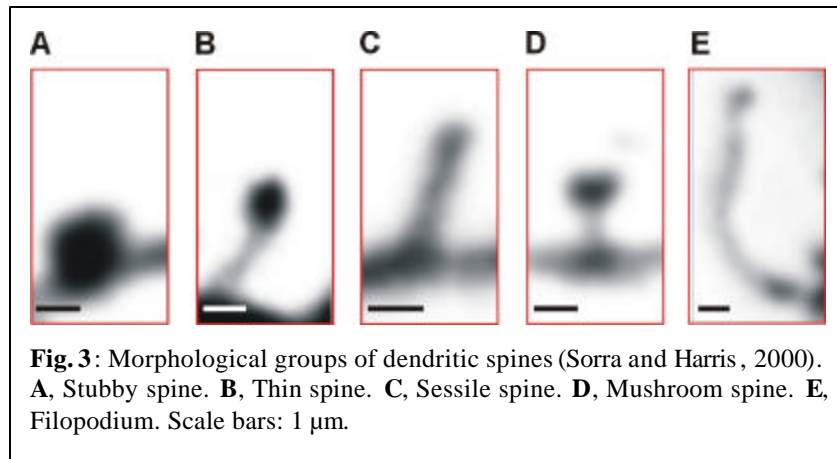 A B C D E
Fig. 3: Morphological groups of dendritic spines (Sorra and Harris, 2000).
A, Stubby spine. B, Thin spine. C, Sessile spine. D, Mushroom spine. E,
Filopodium. Scale bars: 1 µm.